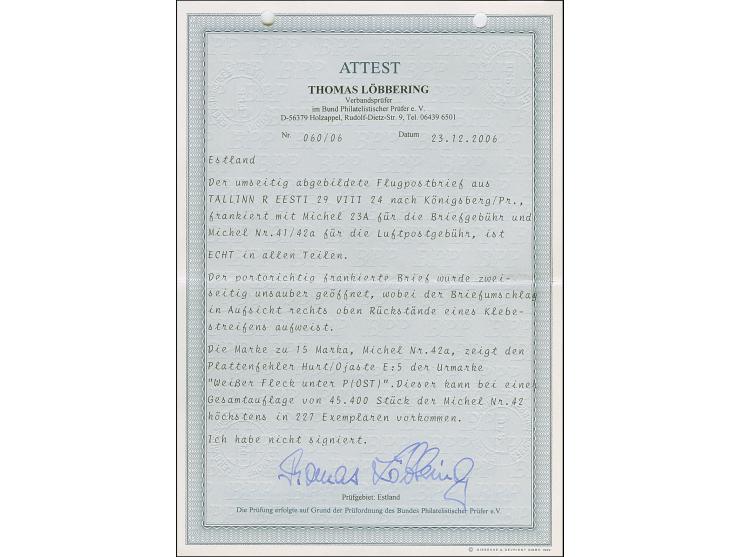 ATTEST
THOMAS LÖBBERING
Verbandsprüfer
im Bund Philatelistischer Prüfer e. V.
D-56379 Holzappel, Rudolf-Dietz-Str. 9, Tel. 06439 6501
Nr. 060/06 Datum 23.12.2006
Estland
Der umseitig abgebildete Flugpostbrief aus
TALLINN R EESTI 29 VIII 24 nach Königsberg/Pr.,
frankiert mit Michel 23A für die Briefgebühr und
Michel Nr.41/42a für die Luftpostgebühr, ist
ECHT in allen Teilen.
Der portorichtig frankierte Brief wurde zwei-
seitig unsauber geöffnet, wobei der Briefumschlag
in Aufsicht rechts oben Rückstände eines Klebe-
streifens aufweist.
Die Marke zu 15 Marka, Michel Nr.42a, zeigt den
Plattenfehler Hurt/Ojaste E:5 der Urmarke
"Weißer Fleck unter P(OST)".Dieser kann bei einer
Gesamtauflage von 45.400 Stück der Michel Nr.42
höchstens in 227 Exemplaren vorkommen.
Ich habe nicht signiert.
Thomas Löbbering
Prüfgebiet: Estland
Die Prüfung erfolgte auf Grund der Prüfordnung des Bundes Philatelistischer Prüfer e.V.